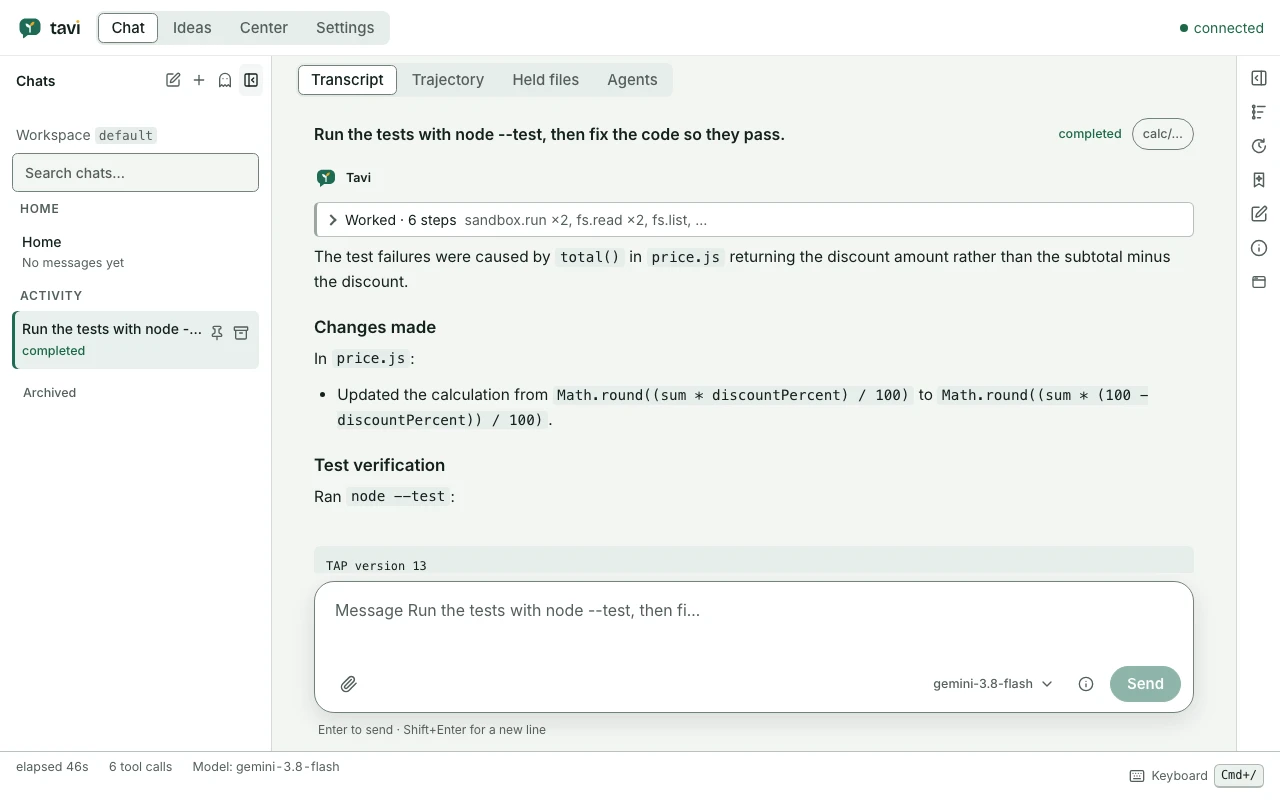 tavi
Chat Ideas Center Settings
connected
Chats
Workspace default
Search chats...
HOME
Home
No messages yet
ACTIVITY
Run the tests with node -...
completed
Archived
Transcript Trajectory Held files Agents
Run the tests with node --test, then fix the code so they pass.
completed calc/...
Tavi
Worked · 6 steps sandbox.run ×2, fs.read ×2, fs.list, ...
The test failures were caused by total() in price.js returning the discount amount rather than the subtotal minus
the discount.
Changes made
In price.js:
• Updated the calculation from Math.round((sum * discountPercent) / 100) to Math.round((sum * (100 -
discountPercent)) / 100).
Test verification
Ran node --test:
TAP version 13
Message Run the tests with node --test, then fi...
gemini-3.8-flash
Send
Enter to send · Shift+Enter for a new line
elapsed 46s 6 tool calls Model: gemini-3.8-flash
Keyboard Cmd+/